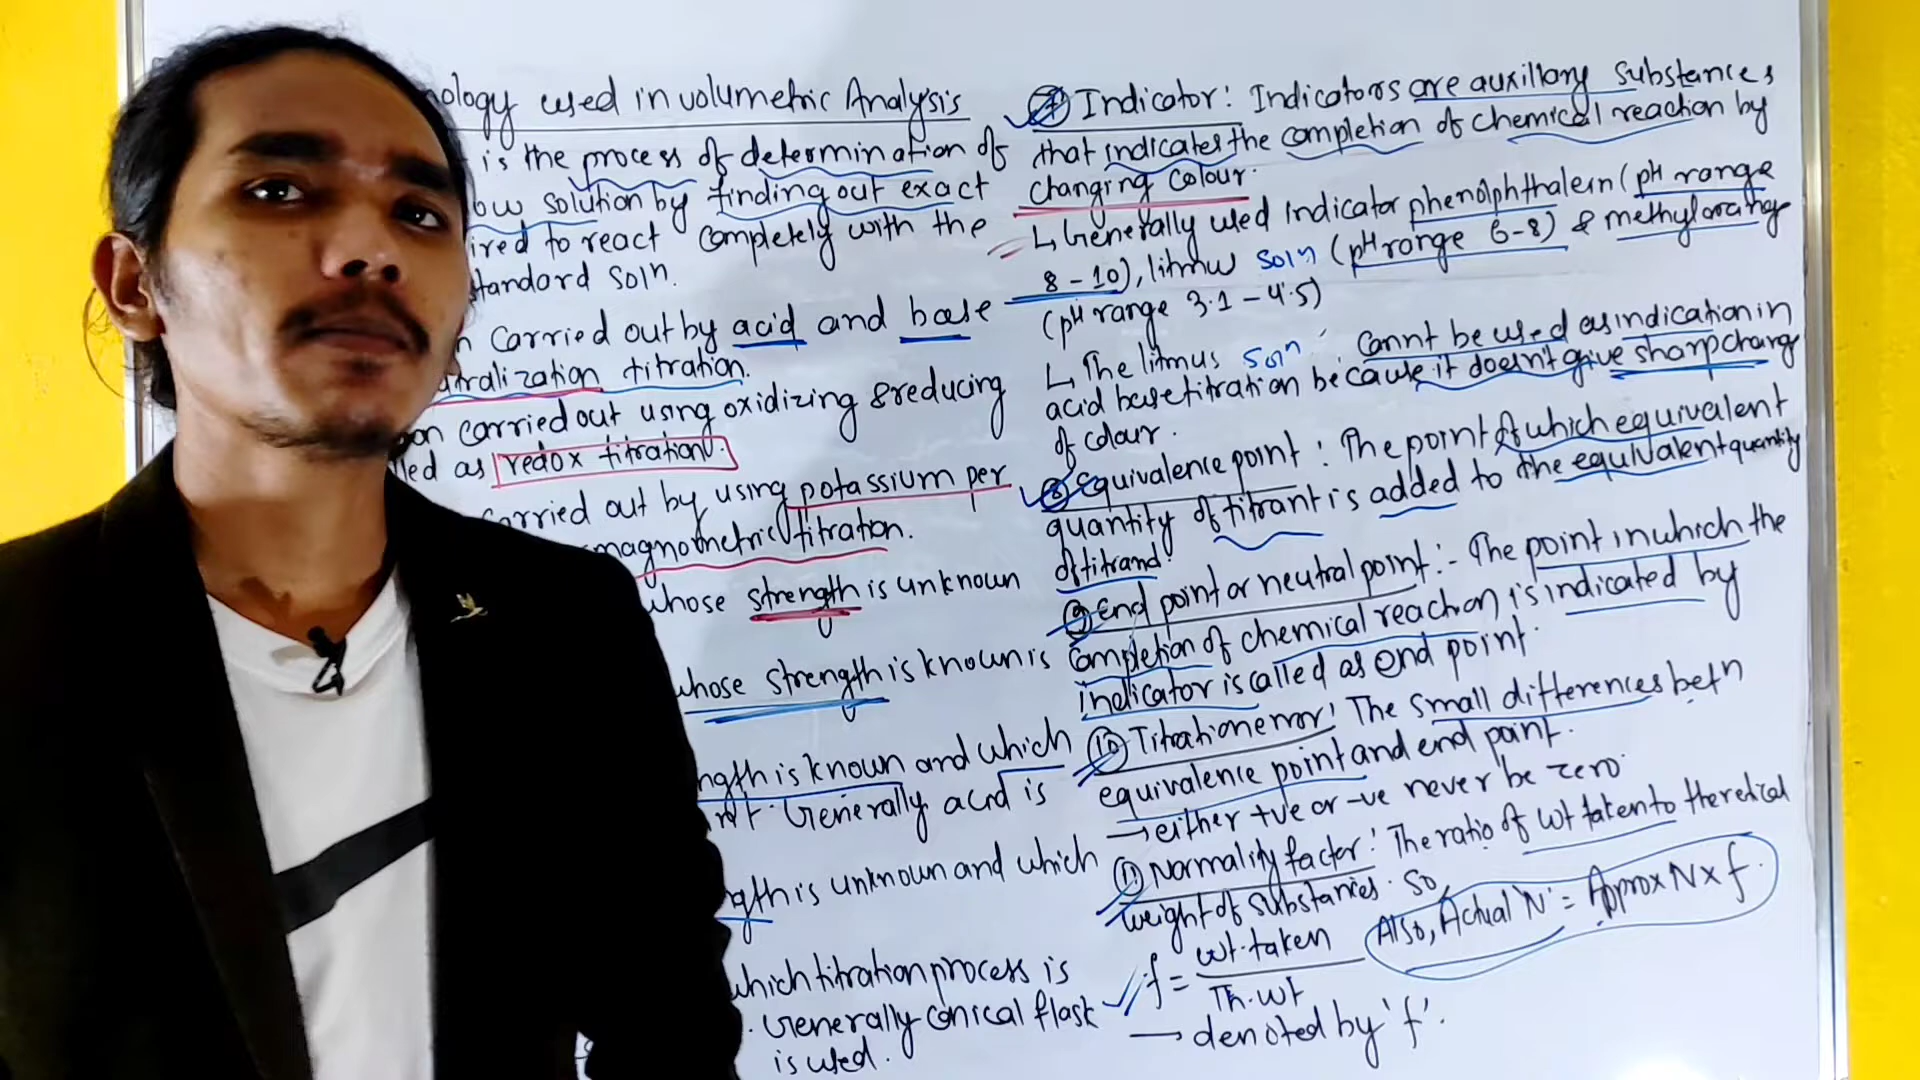 nology used in volumetric Analysis
is the process of determination of
ow solution by finding out exact
ired to react completely with the
standard soln.
n carried out by acid and base
tralization titration.
on carried out using oxidizing & reducing
led as redox titration.
carried out by using potassium per
magnometric titration.
whose strength is unknown
whose strength is known is
ngth is known and which
nt. Generally acid is
ngth is unknown and which
which titration process is
. Generally conical flask
is used.
⑦ Indicator: Indicators are auxillary substances
that indicates the completion of chemical reaction by
changing colour.
↳ Generally used indicator phenolphthalein (pH range
8-10), litmus soln (pH range 6-8) & methyl orange
(pH range 3.1-4.5)
↳ The litmus soln cannt be used as indication in
acid base titration because it doesn't give sharp change
of colour.
⑧ Equivalence point: The point at which equivalent
quantity of titrant is added to the equivalent quantity
of titrand.
⑨ End point or neutral point:- The point in which the
completion of chemical reaction is indicated by
indicator is called as end point.
⑩ Titration error: The small differences betn
equivalence point and end point.
→ either +ve or -ve never be zero.
⑪ Normality factor: The ratio of wt taken to theretical
weight of substances. So,
f = wt. taken / Th. wt
Also, Actual 'N' = Approx N x f.
→ denoted by 'f'.